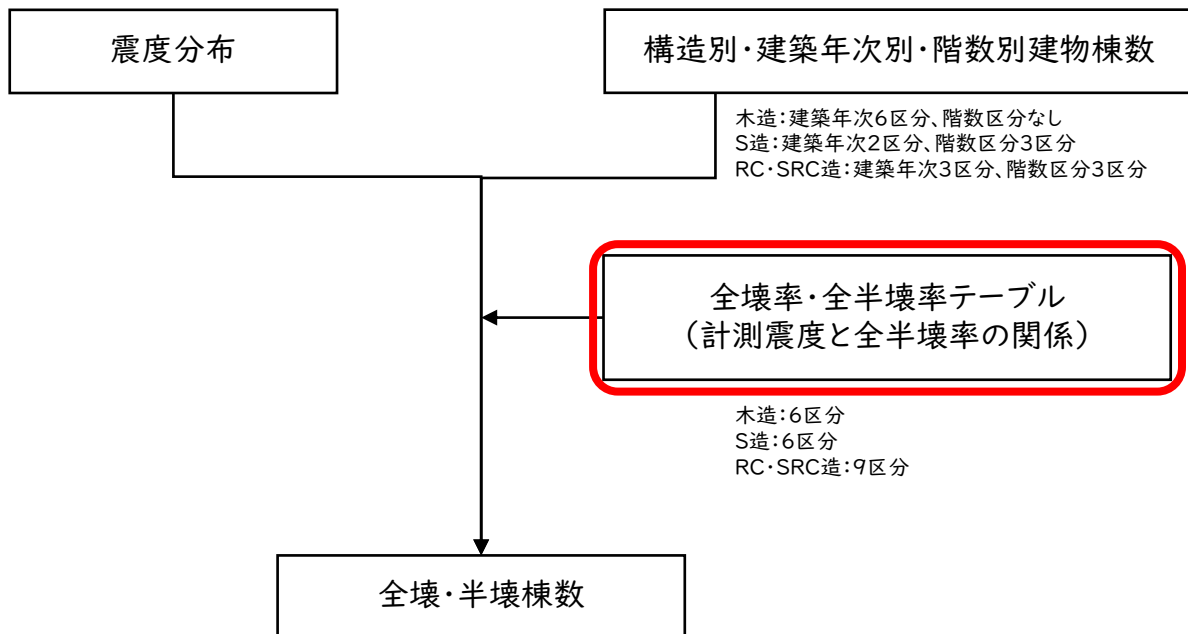 震度分布
構造別・建築年次別・階数別建物棟数
木造：建築年次6区分、階数区分なし
S造：建築年次2区分、階数区分3区分
RC・SRC造：建築年次3区分、階数区分3区分
全壊率・全半壊率テーブル
（計測震度と全半壊率の関係）
木造：6区分
S造：6区分
RC・SRC造：9区分
全壊・半壊棟数